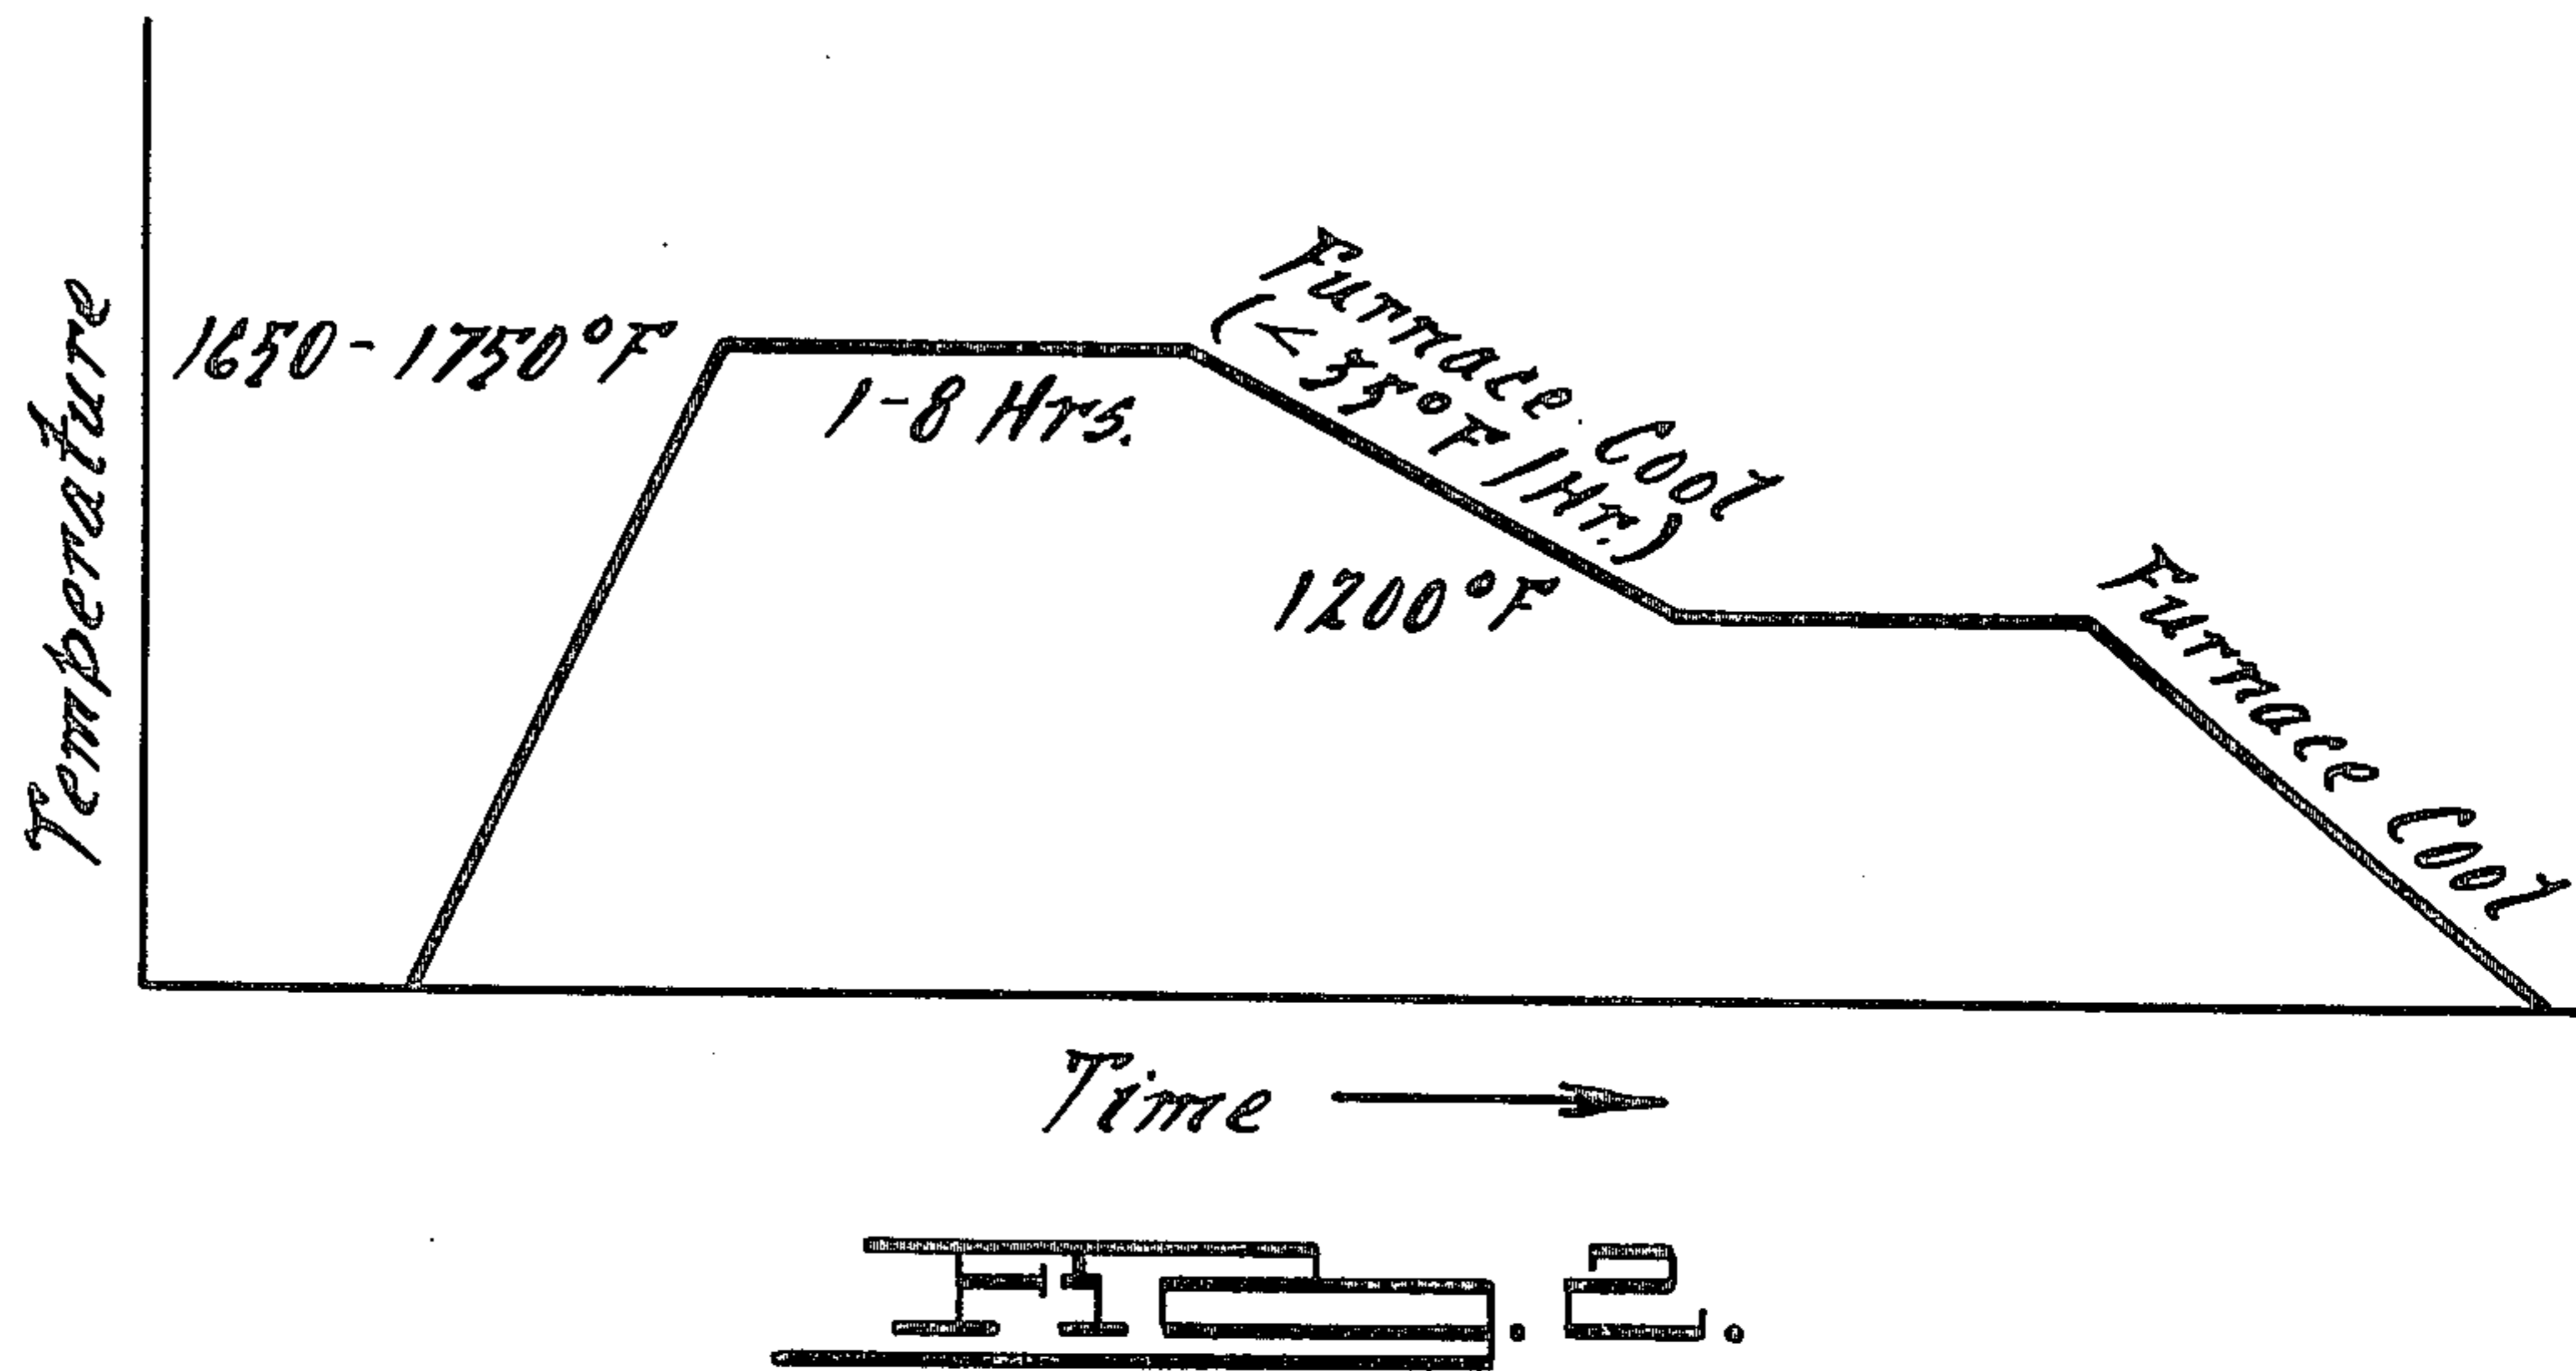 Temperature
1650-1750°F
1-8 Hrs.
Furnace Cool
(<35°F/Hr.)
1200°F
Furnace Cool
Time
FIG. 2.